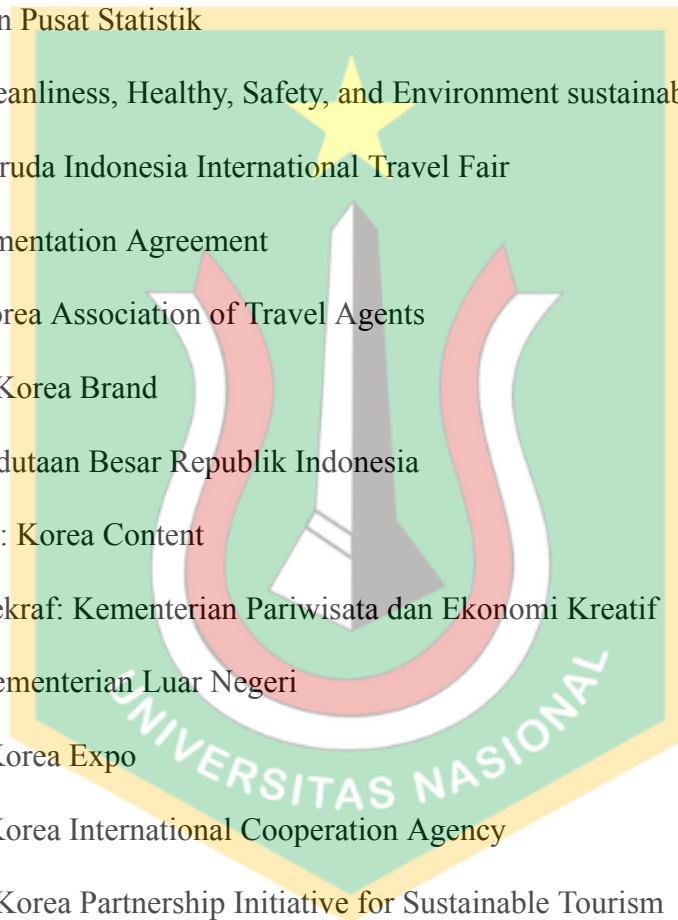 n Pusat Statistik
eanliness, Healthy, Safety, and Environment sustainab
ruda Indonesia International Travel Fair
mentation Agreement
orea Association of Travel Agents
Korea Brand
dutaan Besar Republik Indonesia
: Korea Content
ekraf: Kementerian Pariwisata dan Ekonomi Kreatif
ementerian Luar Negeri
Korea Expo
UNIVERSITAS NASIONAL
Korea International Cooperation Agency
Korea Partnership Initiative for Sustainable Tourism